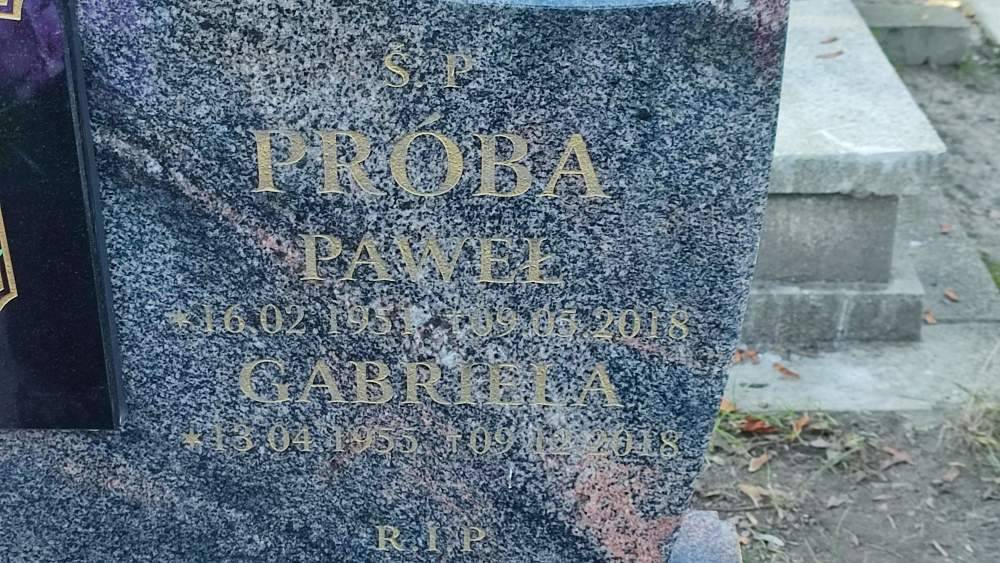 Ś. P
PRÓBA
PAWEŁ
*16.02.1951 †09.05.2018
GABRIELA
*13.04.1955 †09.12.2018
R.I.P